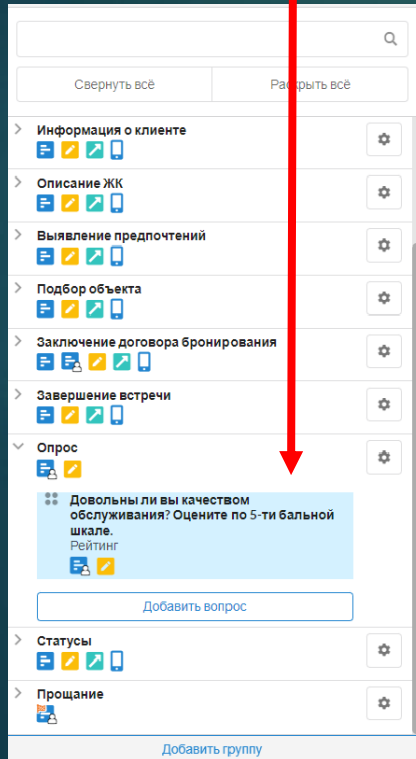 Свернуть всё
Раскрыть всё
Информация о клиенте
Описание ЖК
Выявление предпочтений
Подбор объекта
Заключение договора бронирования
Завершение встречи
Опрос
Довольны ли вы качеством
обслуживания? Оцените по 5-ти бальной
шкале.
Рейтинг
Добавить вопрос
Статусы
Прощание
Добавить группу